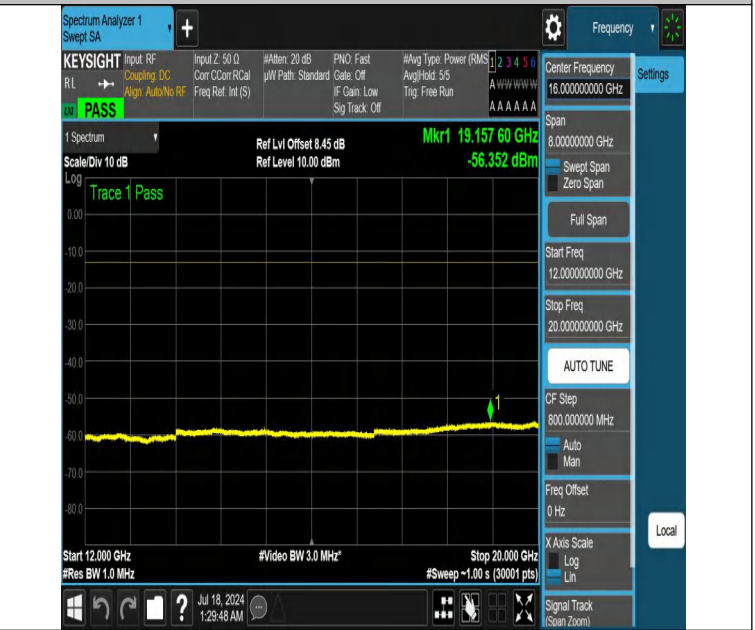 Spectrum Analyzer 1
Swept SA
+
Frequency
KEYSIGHT
RL
PASS
Input: RF
Coupling: DC
Align: Auto/No RF
Input Z: 50 Ω
Corr CCorr RCal
Freq Ref: Int (S)
#Atten: 20 dB
µW Path: Standard
PNO: Fast
Gate: Off
IF Gain: Low
Sig Track: Off
#Avg Type: Power (RMS
Avg|Hold: 5/5
Trig: Free Run
1 2 3 4 5 6
A W W W W W
A A A A A A
1 Spectrum
Scale/Div 10 dB
Ref Lvl Offset 8.45 dB
Ref Level 10.00 dBm
Mkr1 19.157 60 GHz
-56.352 dBm
Log
Trace 1 Pass
0.00
-10.0
-20.0
-30.0
-40.0
-50.0
-60.0
-70.0
-80.0
1
Start 12.000 GHz
#Res BW 1.0 MHz
#Video BW 3.0 MHz*
Stop 20.000 GHz
#Sweep ~1.00 s (30001 pts)
Jul 18, 2024
1:29:48 AM
Center Frequency
16.000000000 GHz
Span
8.00000000 GHz
Swept Span
Zero Span
Full Span
Start Freq
12.000000000 GHz
Stop Freq
20.000000000 GHz
AUTO TUNE
CF Step
800.000000 MHz
Auto
Man
Freq Offset
0 Hz
X Axis Scale
Log
Lin
Signal Track
(Span Zoom)
Settings
Local